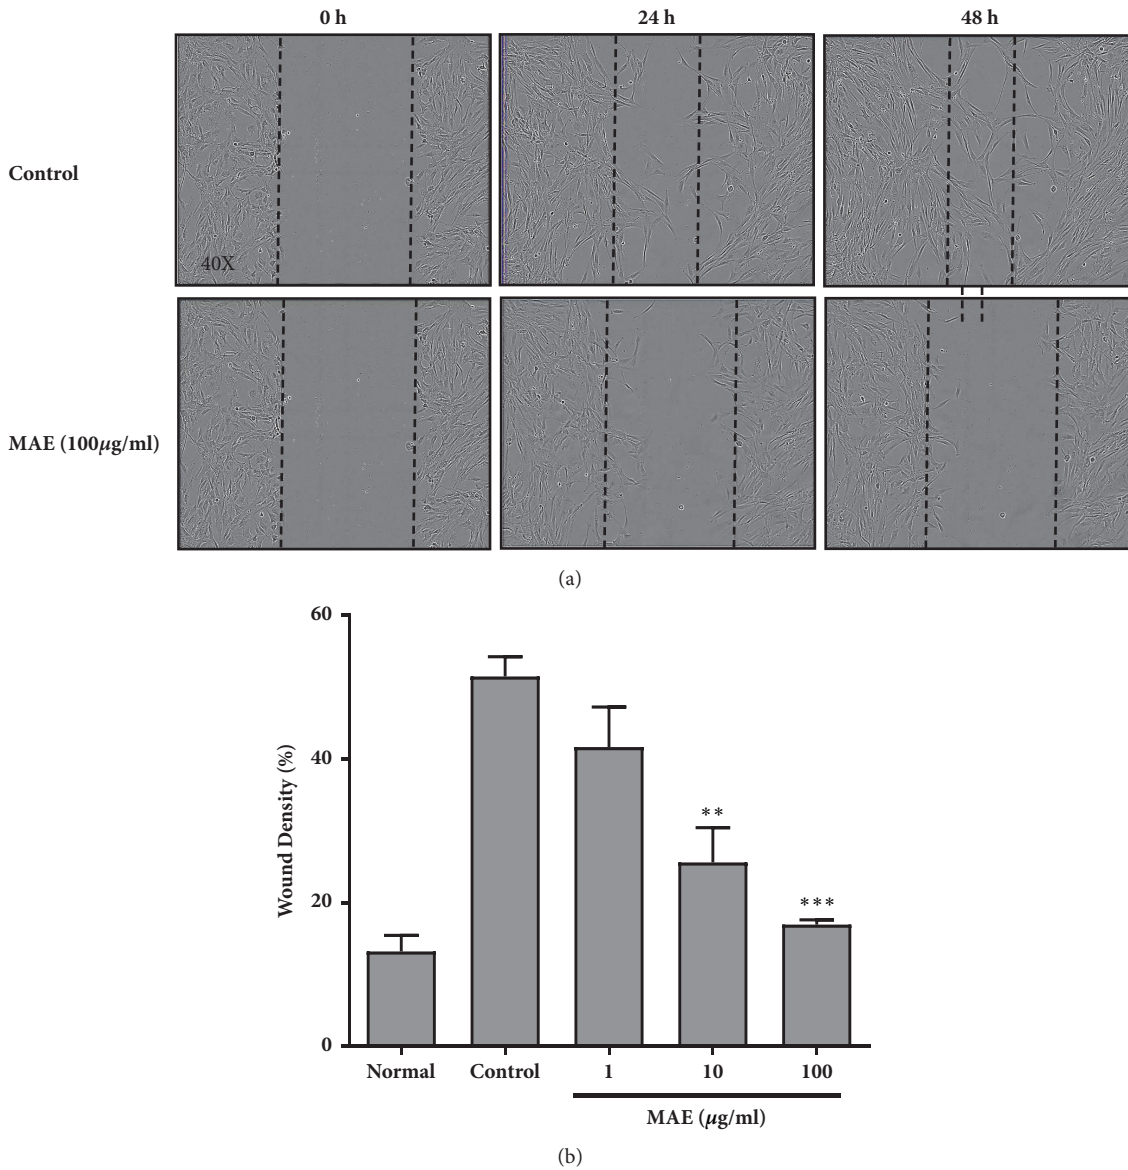 0 h 24 h 48 h
Control
40X
MAE (100μg/ml)
(a)
60
40
20
0
Wound Density (%)
**
***
Normal Control 1 10 100
MAE (μg/ml)
(b)